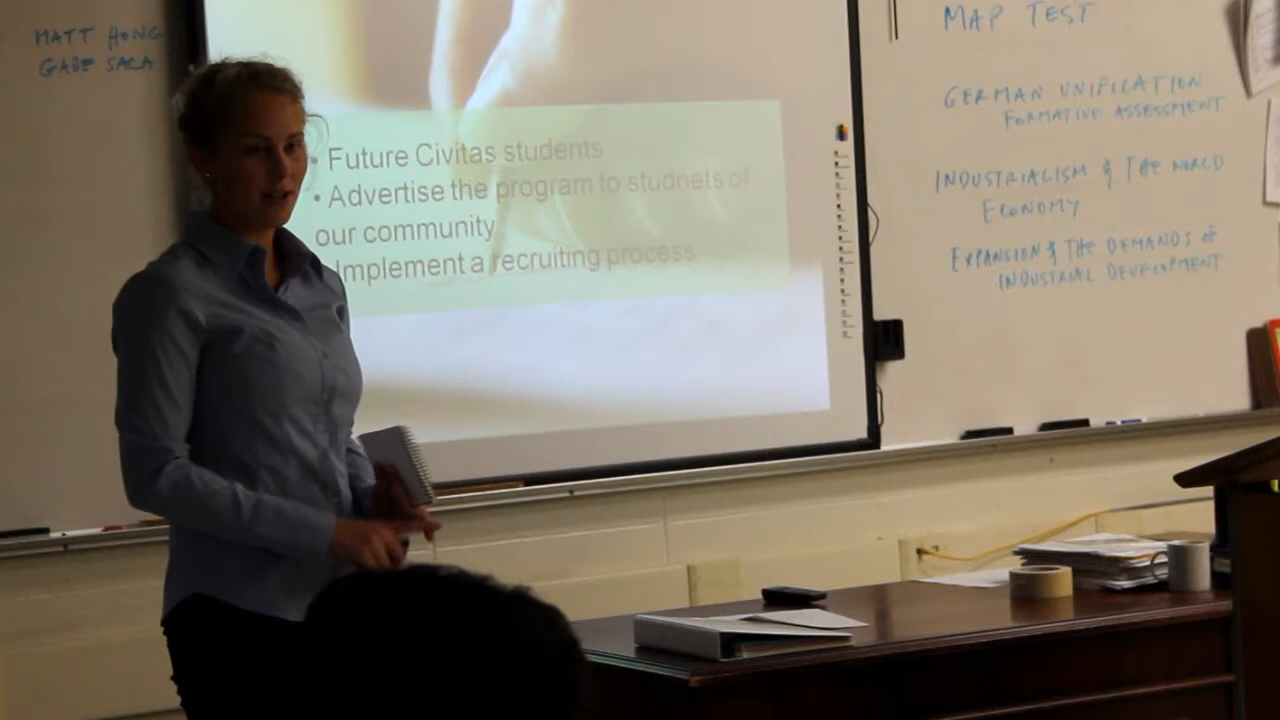 MATT HONG
GABE SARA
• Future Civitas students
• Advertise the program to studnets of
our community
Implement a recruiting process
MAP TEST
GERMAN UNIFICATION
FORMATIVE ASSESSMENT
INDUSTRIALISM & THE WORLD
ECONOMY
EXPANSION & THE DEMANDS of
INDUSTRIAL DEVELOPMENT